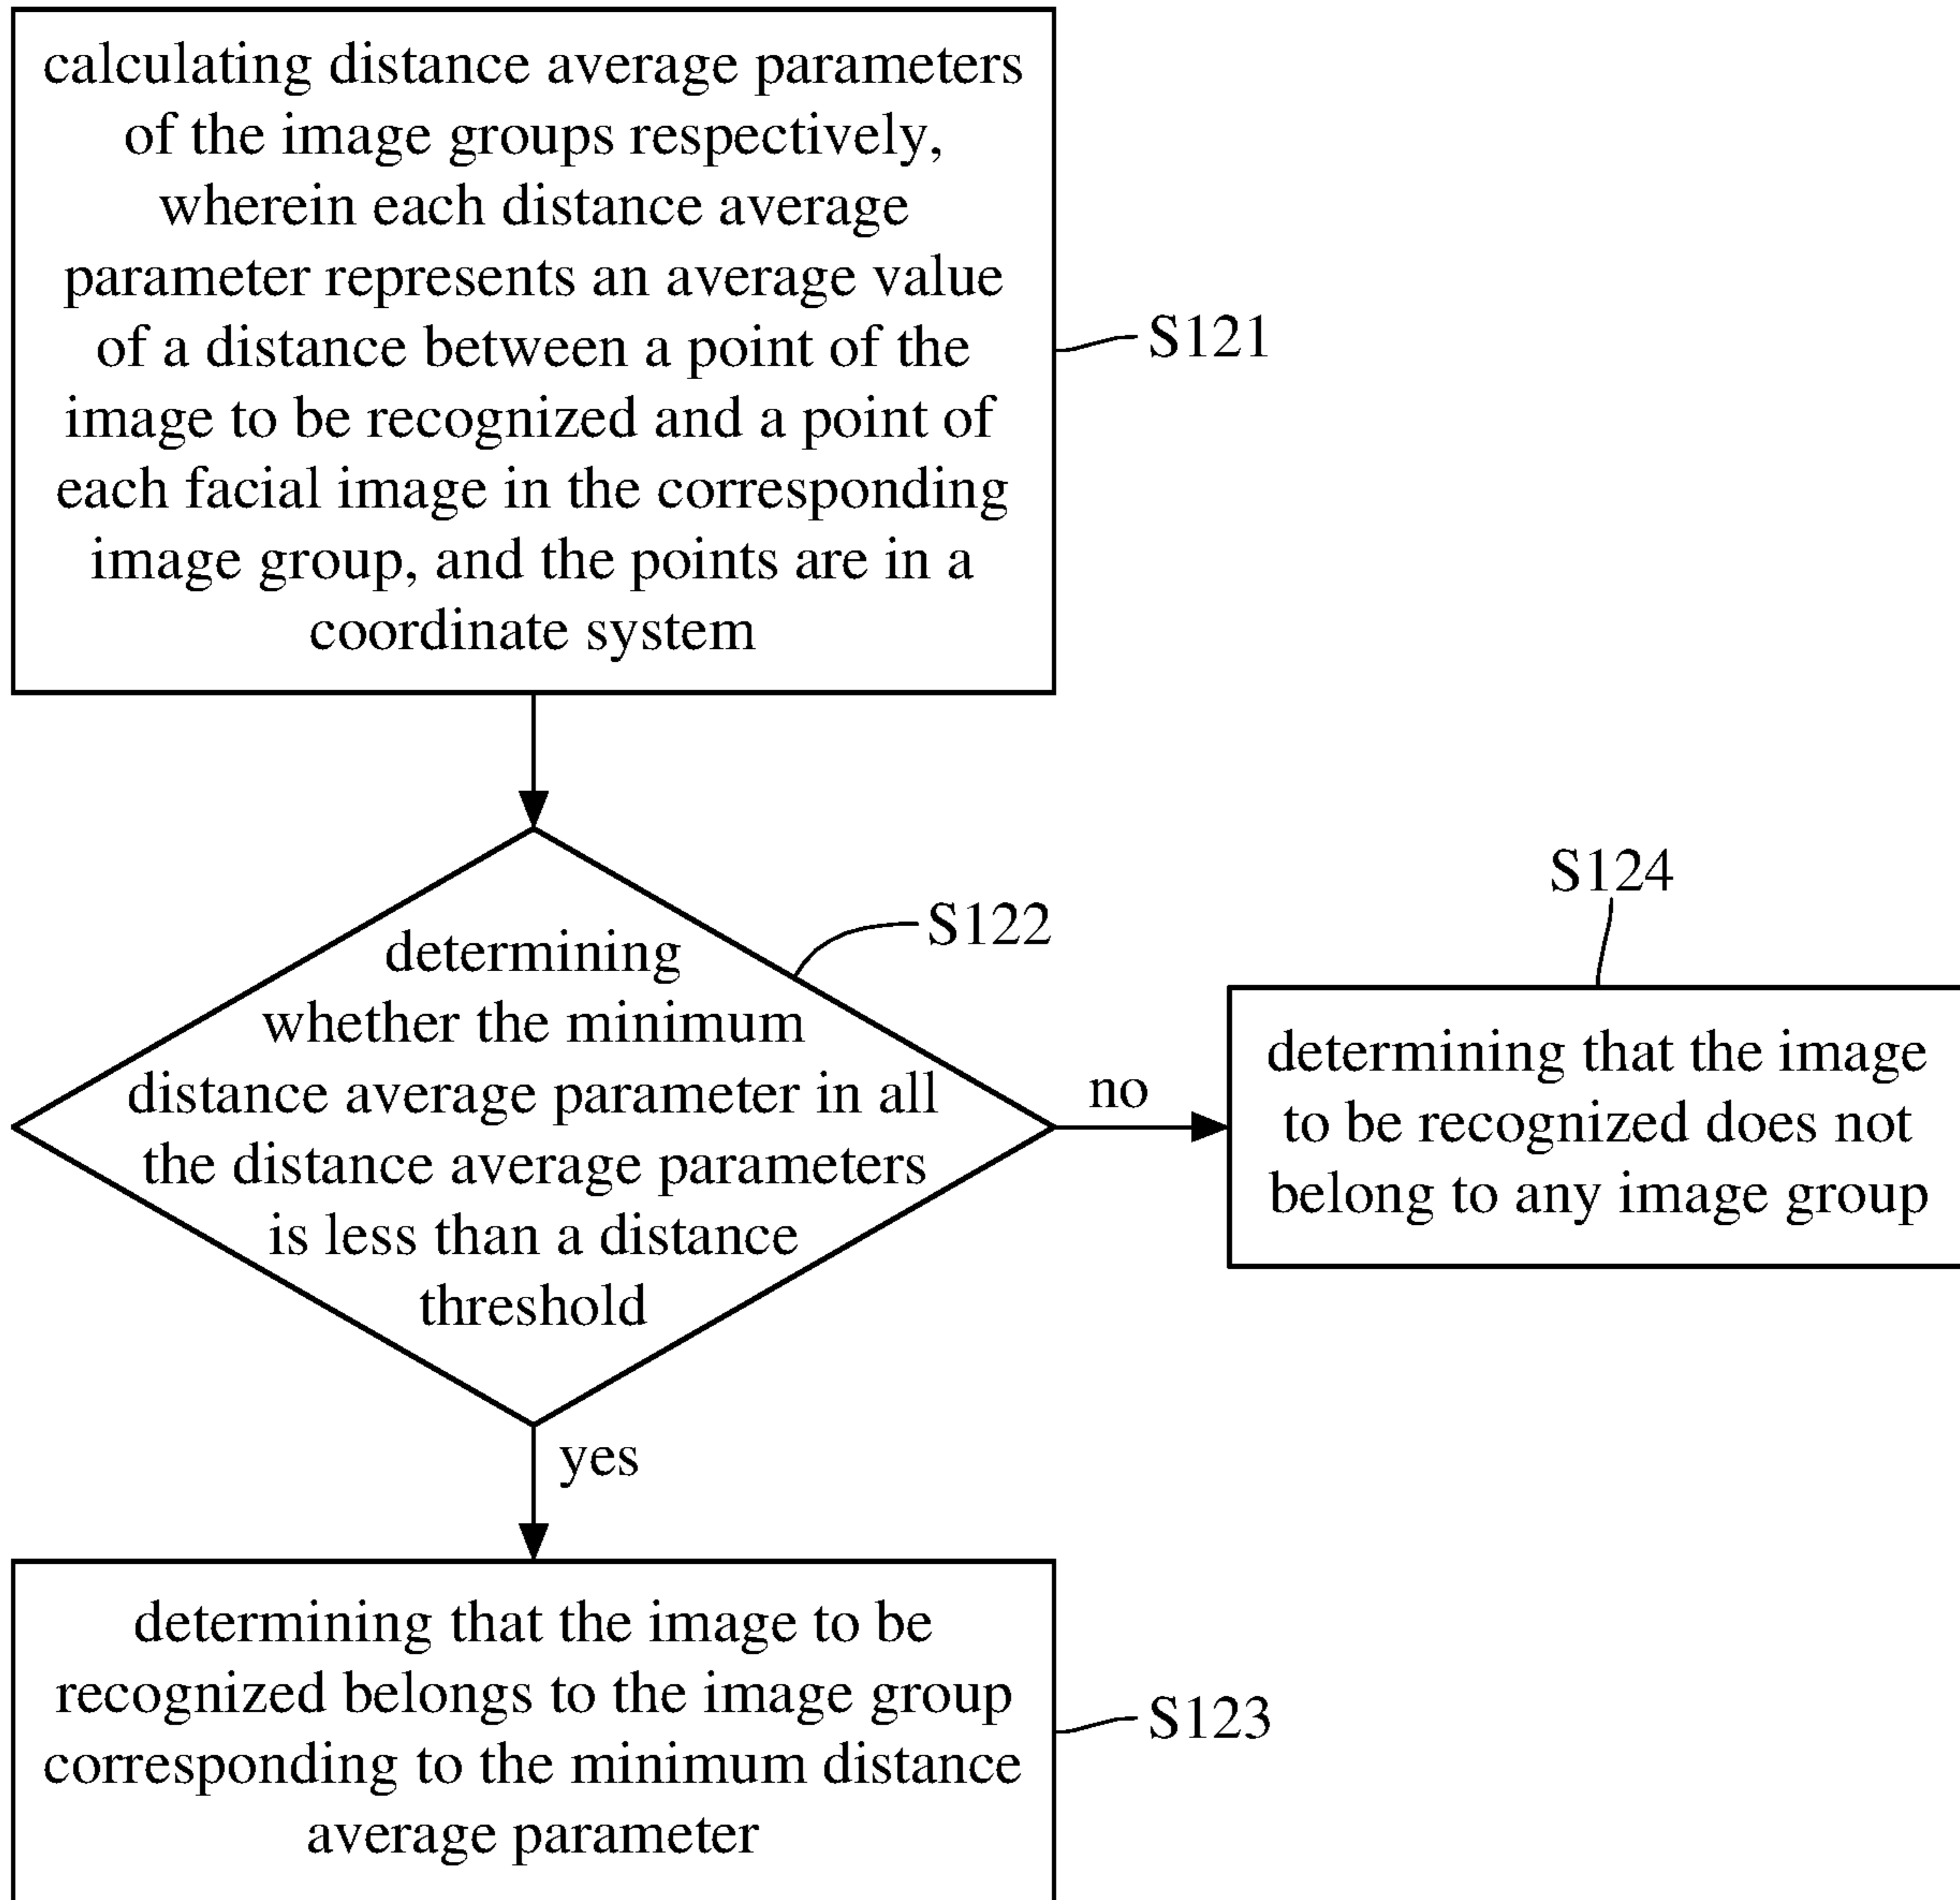 calculating distance average parameters
of the image groups respectively,
wherein each distance average
parameter represents an average value
of a distance between a point of the
image to be recognized and a point of
each facial image in the corresponding
image group, and the points are in a
coordinate system
S121
determining
whether the minimum
distance average parameter in all
the distance average parameters
is less than a distance
threshold
S122
no
S124
determining that the image
to be recognized does not
belong to any image group
yes
determining that the image to be
recognized belongs to the image group
corresponding to the minimum distance
average parameter
S123